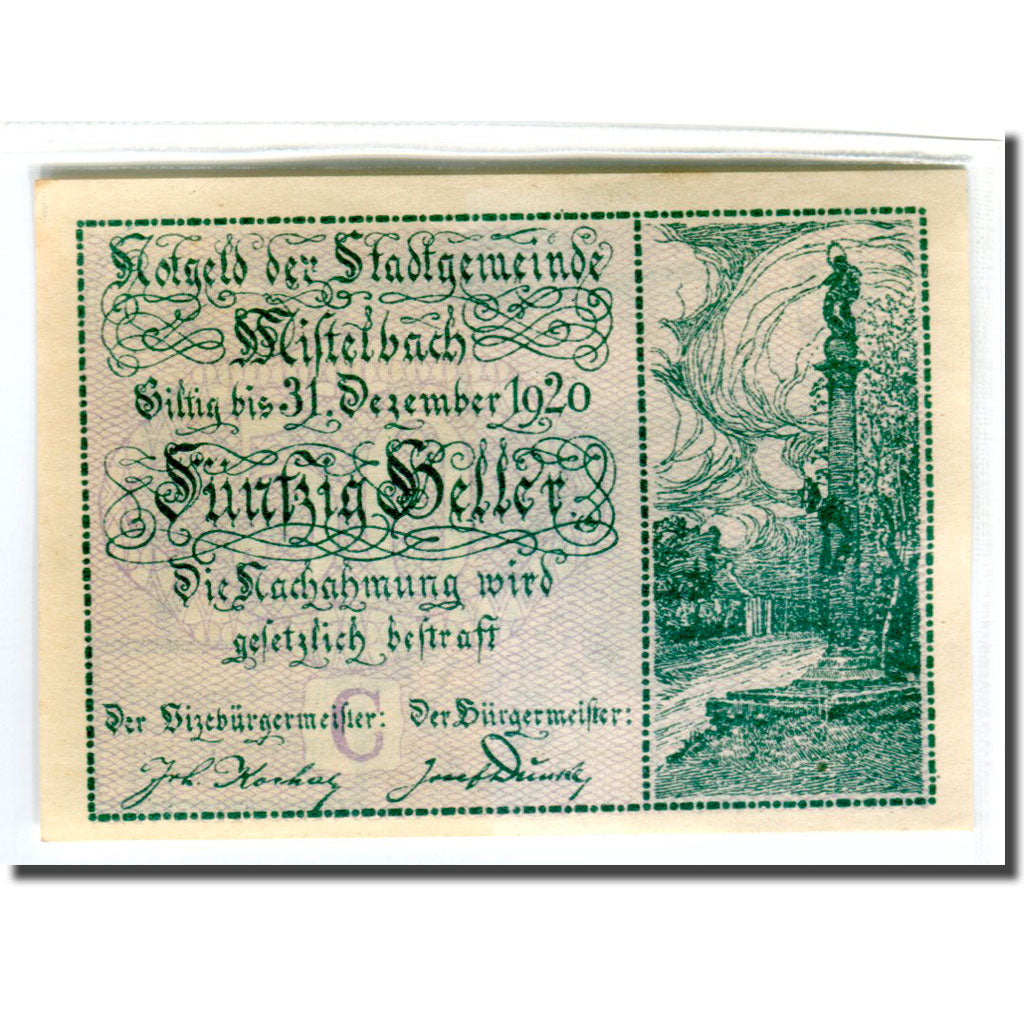 Notgeld der Stadtgemeinde
Mistelbach
Giltig bis 31. Dezember 1920
Fünfzig Heller.
Die Nachahmung wird
gesetzlich bestraft
Der Vizebürgermeister: Der Bürgermeister:
C
Josef